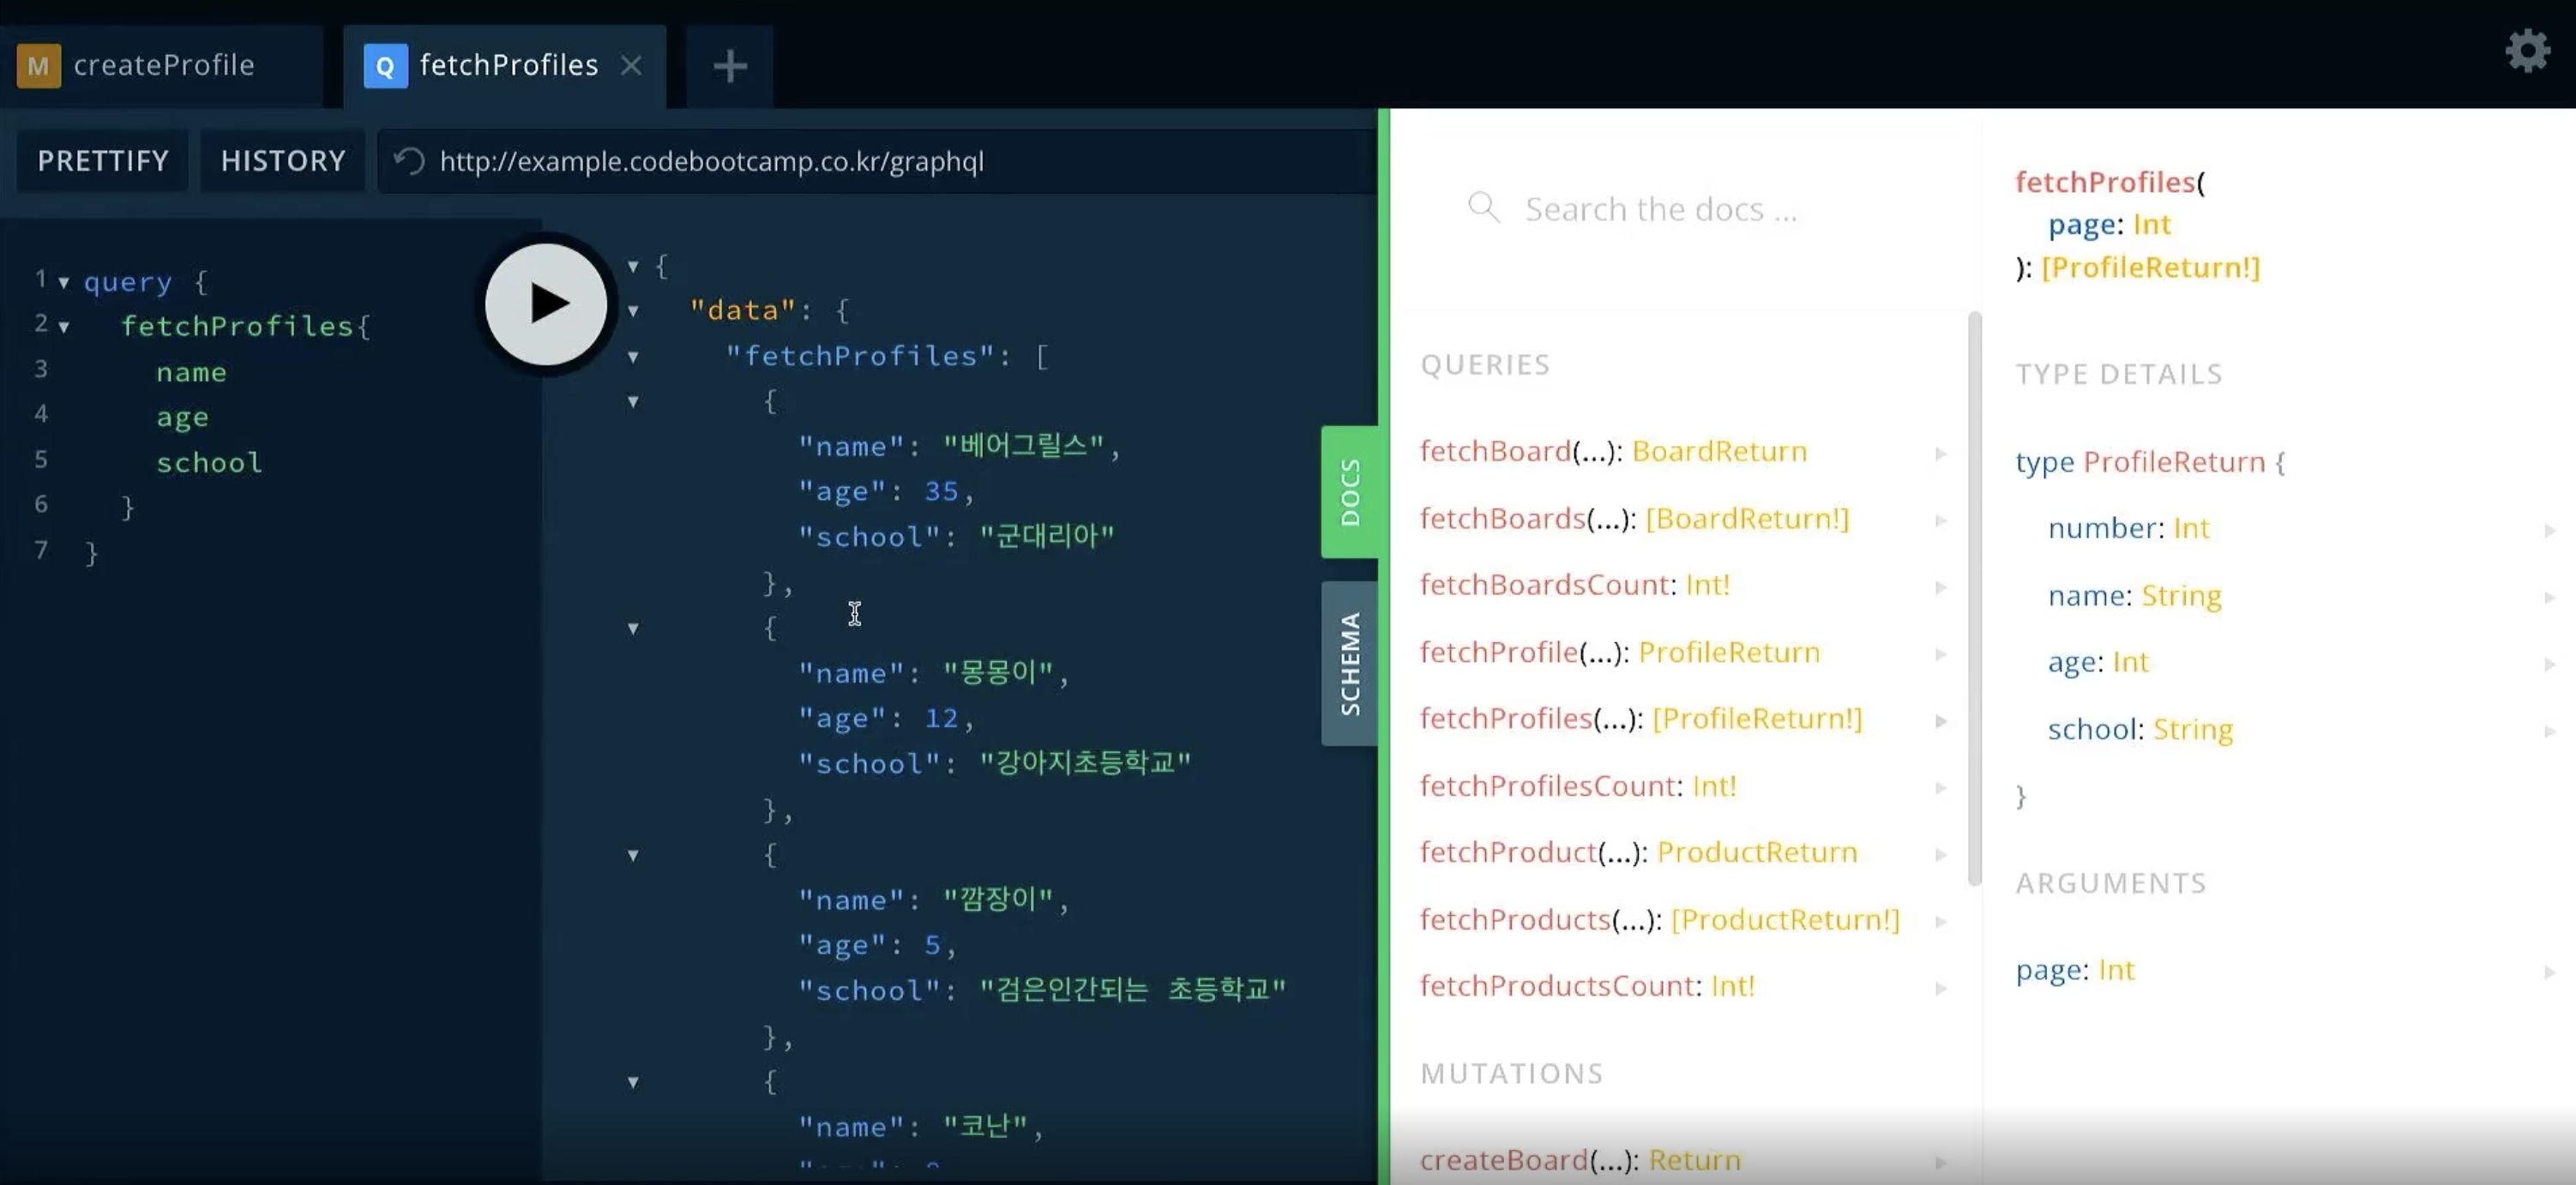 M createProfile
Q fetchProfiles
PRETTIFY
HISTORY
http://example.codebootcamp.co.kr/graphql
1 query {
2 fetchProfiles{
3 name
4 age
5 school
6 }
7 }
{
"data": {
"fetchProfiles": [
{
"name": "베어그릴스",
"age": 35,
"school": "군대리아"
},
{
"name": "몽몽이",
"age": 12,
"school": "강아지초등학교"
},
{
"name": "깜장이",
"age": 5,
"school": "검은인간되는 초등학교"
},
{
"name": "코난",
DOCS
SCHEMA
Search the docs ...
QUERIES
fetchBoard(...): BoardReturn
fetchBoards(...): [BoardReturn!]
fetchBoardsCount: Int!
fetchProfile(...): ProfileReturn
fetchProfiles(...): [ProfileReturn!]
fetchProfilesCount: Int!
fetchProduct(...): ProductReturn
fetchProducts(...): [ProductReturn!]
fetchProductsCount: Int!
MUTATIONS
createBoard(...): Return
fetchProfiles(
page: Int
): [ProfileReturn!]
TYPE DETAILS
type ProfileReturn {
number: Int
name: String
age: Int
school: String
}
ARGUMENTS
page: Int